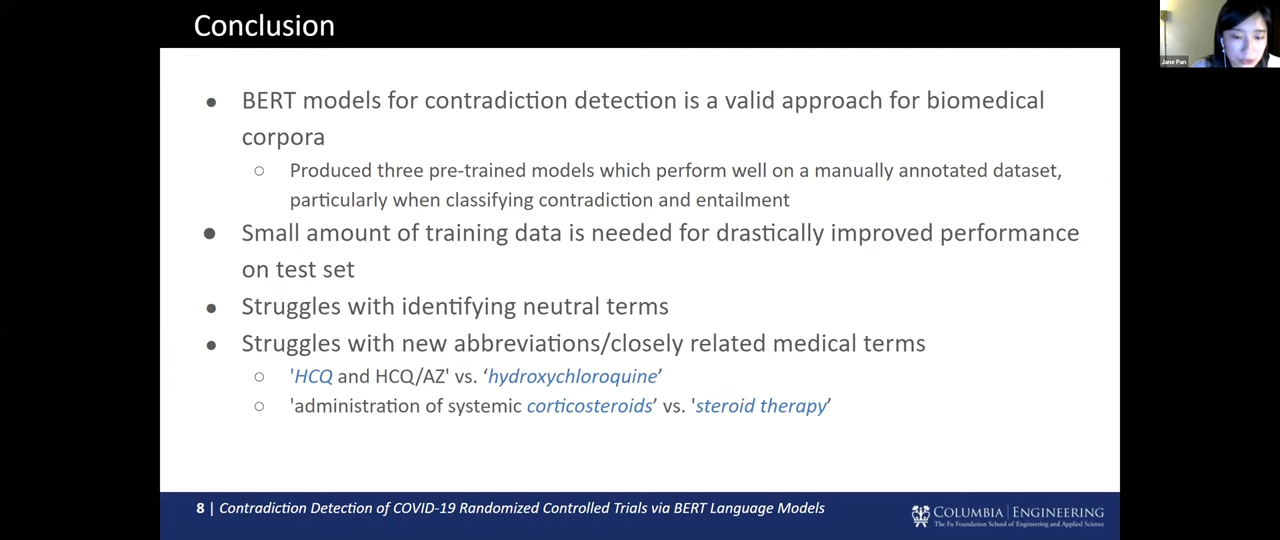 Conclusion
Jane Pan
● BERT models for contradiction detection is a valid approach for biomedical
corpora
○ Produced three pre-trained models which perform well on a manually annotated dataset,
particularly when classifying contradiction and entailment
● Small amount of training data is needed for drastically improved performance
on test set
● Struggles with identifying neutral terms
● Struggles with new abbreviations/closely related medical terms
○ 'HCQ and HCQ/AZ' vs. ‘hydroxychloroquine’
○ 'administration of systemic corticosteroids’ vs. 'steroid therapy’
8 | Contradiction Detection of COVID-19 Randomized Controlled Trials via BERT Language Models
COLUMBIA | ENGINEERING
The Fu Foundation School of Engineering and Applied Science